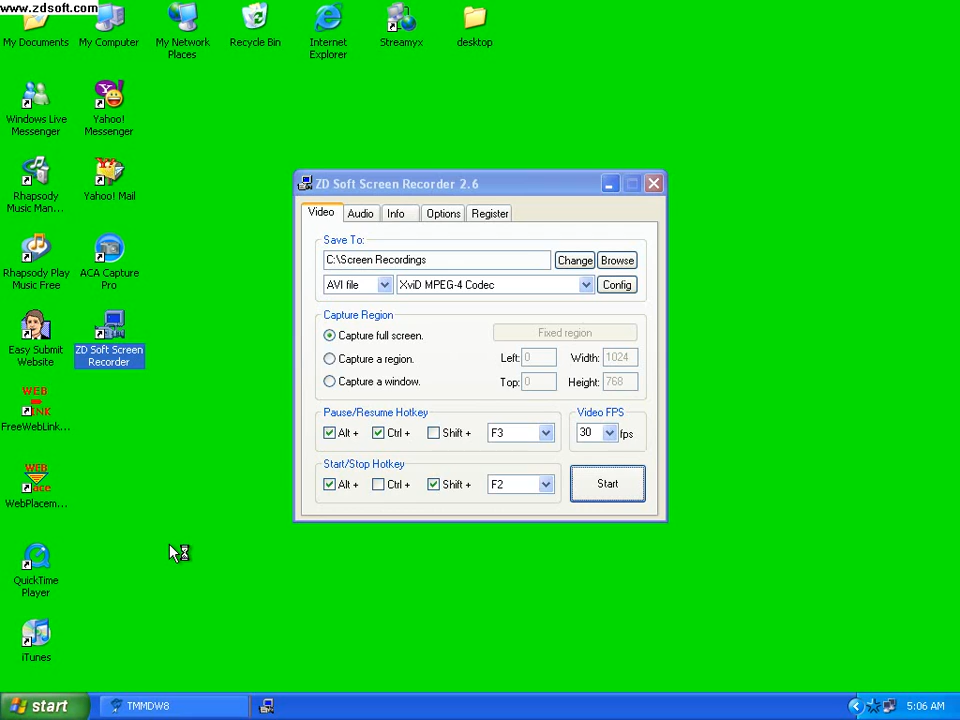 www.zdsoft.com
My Documents
My Computer
My Network
Places
Recycle Bin
Internet
Explorer
Streamyx
desktop
Windows Live
Messenger
Yahoo!
Messenger
Rhapsody
Music Man...
Yahoo! Mail
Rhapsody Play
Music Free
ACA Capture
Pro
Easy Submit
Website
ZD Soft Screen
Recorder
WEB
LINK
FreeWebLink...
WEB
Place
WebPlacem...
QuickTime
Player
iTunes
ZD Soft Screen Recorder 2.6
Video
Audio
Info
Options
Register
Save To:
C:\Screen Recordings
Change
Browse
AVI file
XviD MPEG-4 Codec
Config
Capture Region
Capture full screen.
Fixed region
Capture a region.
Left: 0
Width: 1024
Capture a window.
Top: 0
Height: 768
Pause/Resume Hotkey
Alt +
Ctrl +
Shift +
F3
Video FPS
30
fps
Start/Stop Hotkey
Alt +
Ctrl +
Shift +
F2
Start
start
TMMDW8
5:06 AM